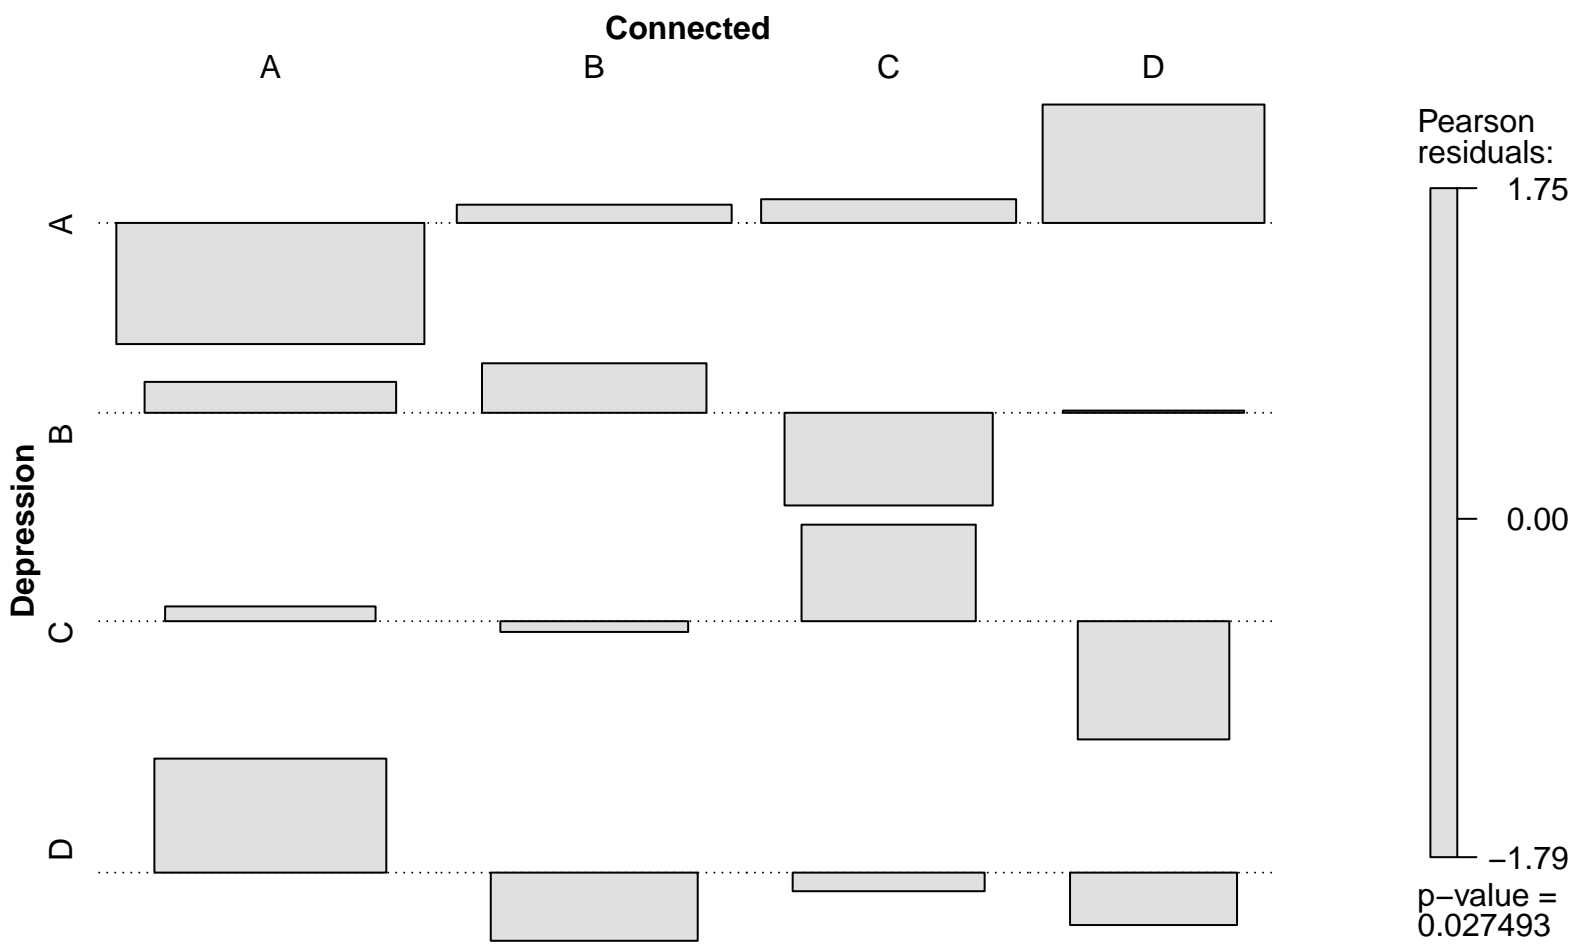 Connected
A B C D
Pearson
residuals:
1.75
A
B
Depression
0.00
C
D
−1.79
p−value =
0.027493